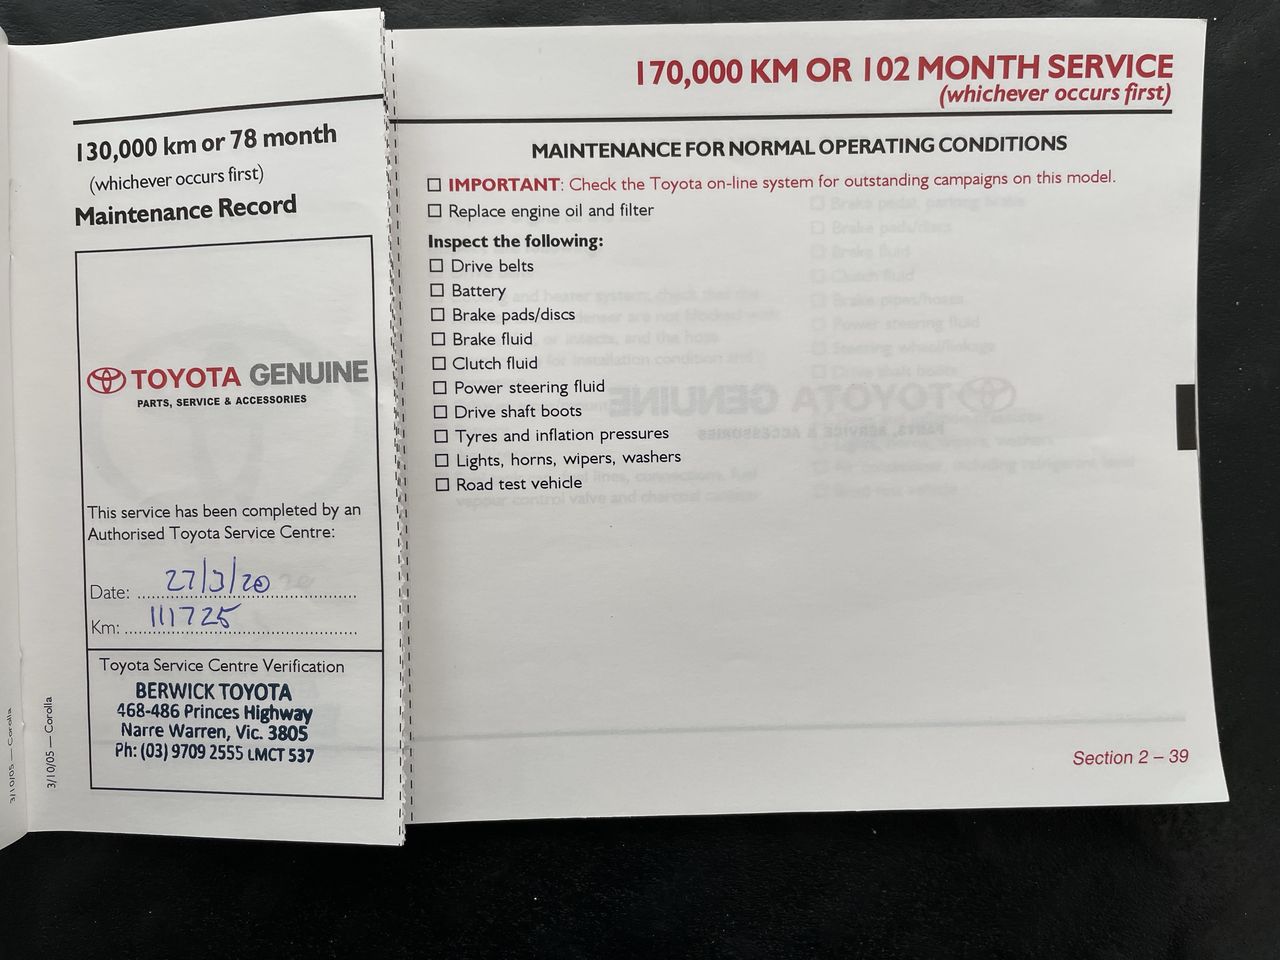 130,000 km or 78 month
(whichever occurs first)
Maintenance Record
TOYOTA GENUINE
PARTS, SERVICE & ACCESSORIES
This service has been completed by an
Authorised Toyota Service Centre:
Date: 27/3/20
Km: 111725
Toyota Service Centre Verification
BERWICK TOYOTA
468-486 Princes Highway
Narre Warren, Vic. 3805
Ph: (03) 9709 2555 LMCT 537
3/10/05 — Corolla
3/10/05 — Corolla
170,000 KM OR 102 MONTH SERVICE
(whichever occurs first)
MAINTENANCE FOR NORMAL OPERATING CONDITIONS
IMPORTANT: Check the Toyota on-line system for outstanding campaigns on this model.
Replace engine oil and filter
Inspect the following:
Drive belts
Battery
Brake pads/discs
Brake fluid
Clutch fluid
Power steering fluid
Drive shaft boots
Tyres and inflation pressures
Lights, horns, wipers, washers
Road test vehicle
Section 2 – 39